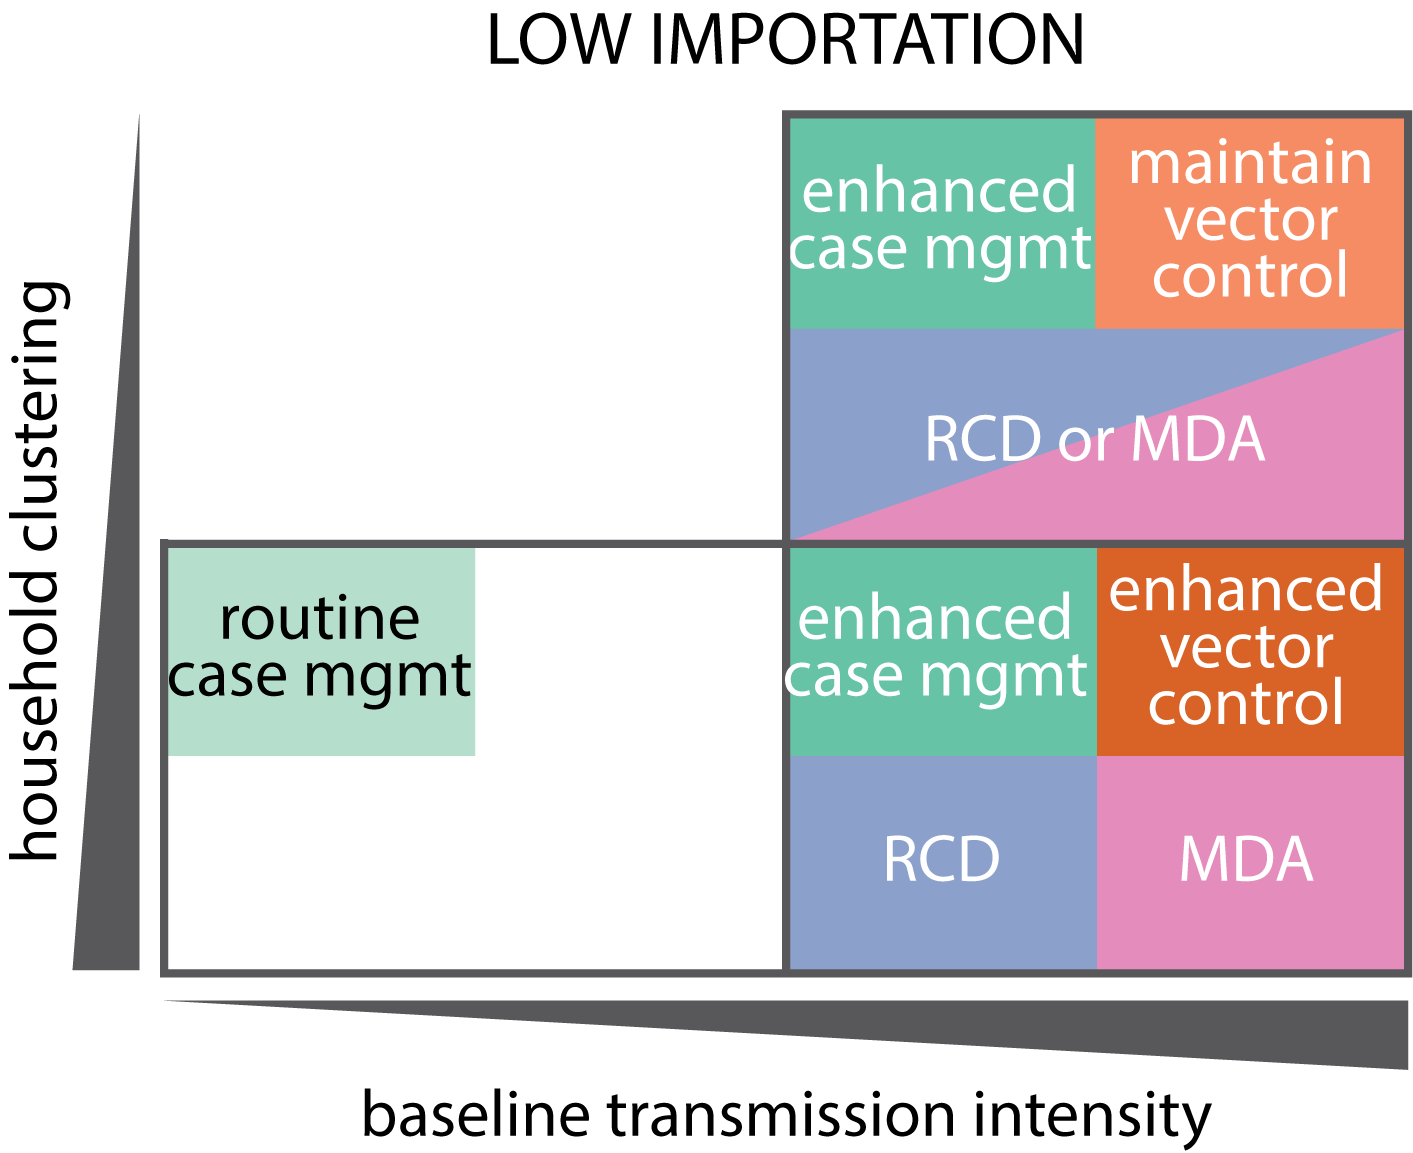 LOW IMPORTATION
household clustering
enhanced
case mgmt
maintain
vector
control
RCD or MDA
routine
case mgmt
enhanced
case mgmt
enhanced
vector
control
RCD
MDA
baseline transmission intensity